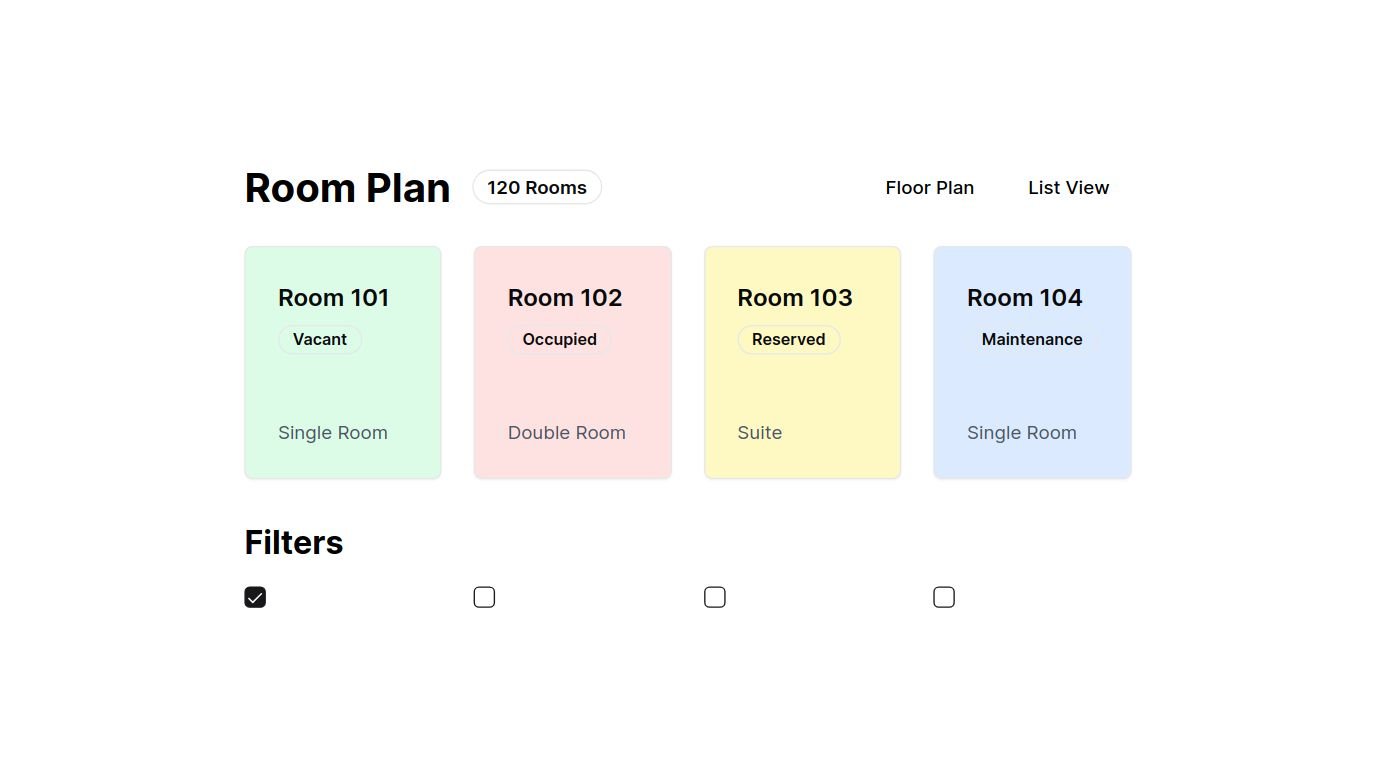 Room Plan 120 Rooms Floor Plan List View
Room 101 Room 102 Room 103 Room 104
Vacant Occupied Reserved Maintenance
Single Room Double Room Suite Single Room
Filters